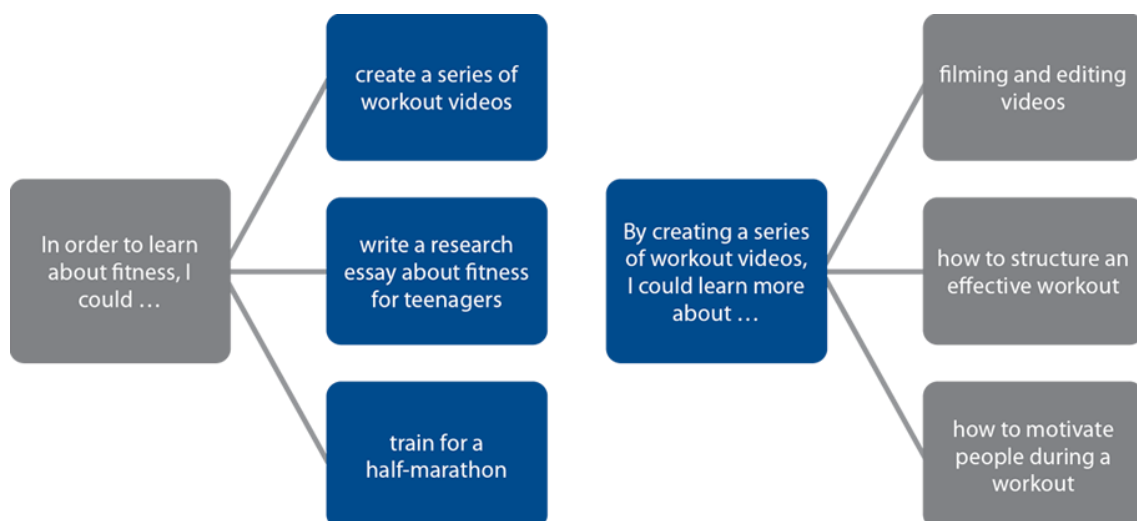 In order to learn
about fitness, I
could …
create a series of
workout videos
write a research
essay about fitness
for teenagers
train for a
half-marathon
By creating a series
of workout videos,
I could learn more
about …
filming and editing
videos
how to structure an
effective workout
how to motivate
people during a
workout